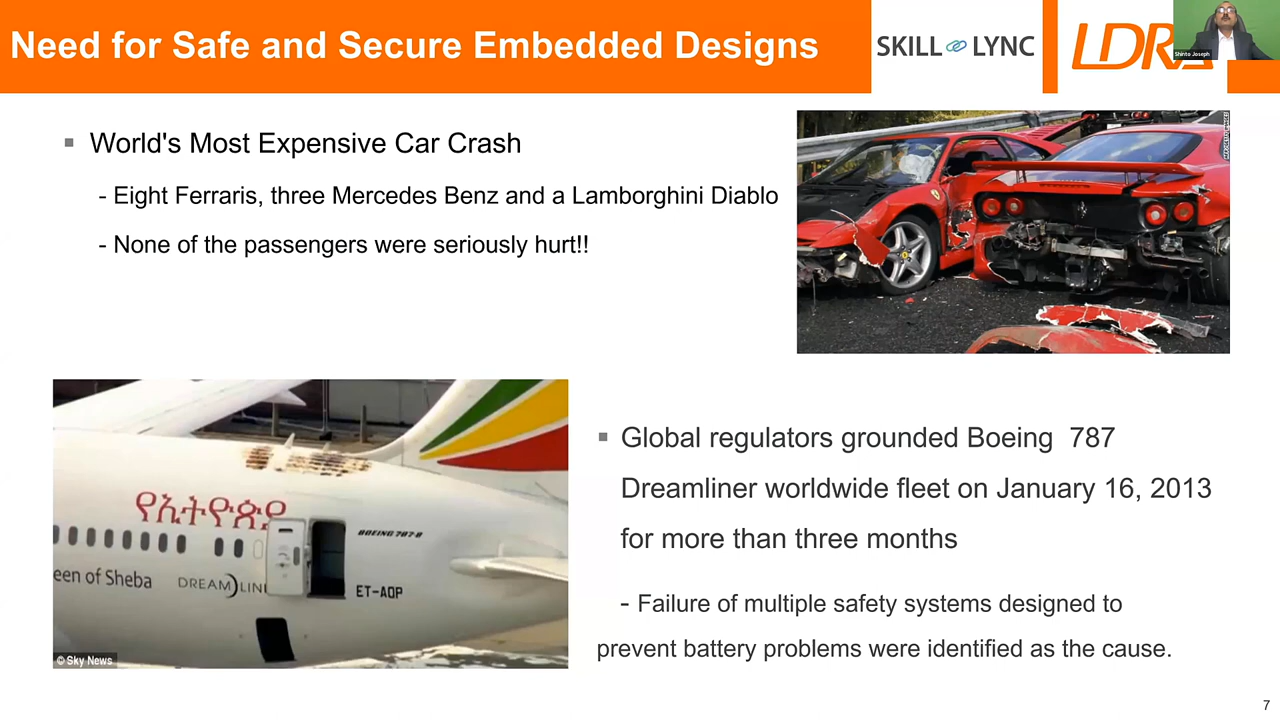 Need for Safe and Secure Embedded Designs
SKILL LYNC
LDRA
Shinto Joseph
World's Most Expensive Car Crash
- Eight Ferraris, three Mercedes Benz and a Lamborghini Diablo
- None of the passengers were seriously hurt!!
የኢትዮጵያ
BOEING 787-8
een of Sheba
DREAMLINE
ET-AOP
© Sky News
Global regulators grounded Boeing 787
Dreamliner worldwide fleet on January 16, 2013
for more than three months
- Failure of multiple safety systems designed to
prevent battery problems were identified as the cause.
7